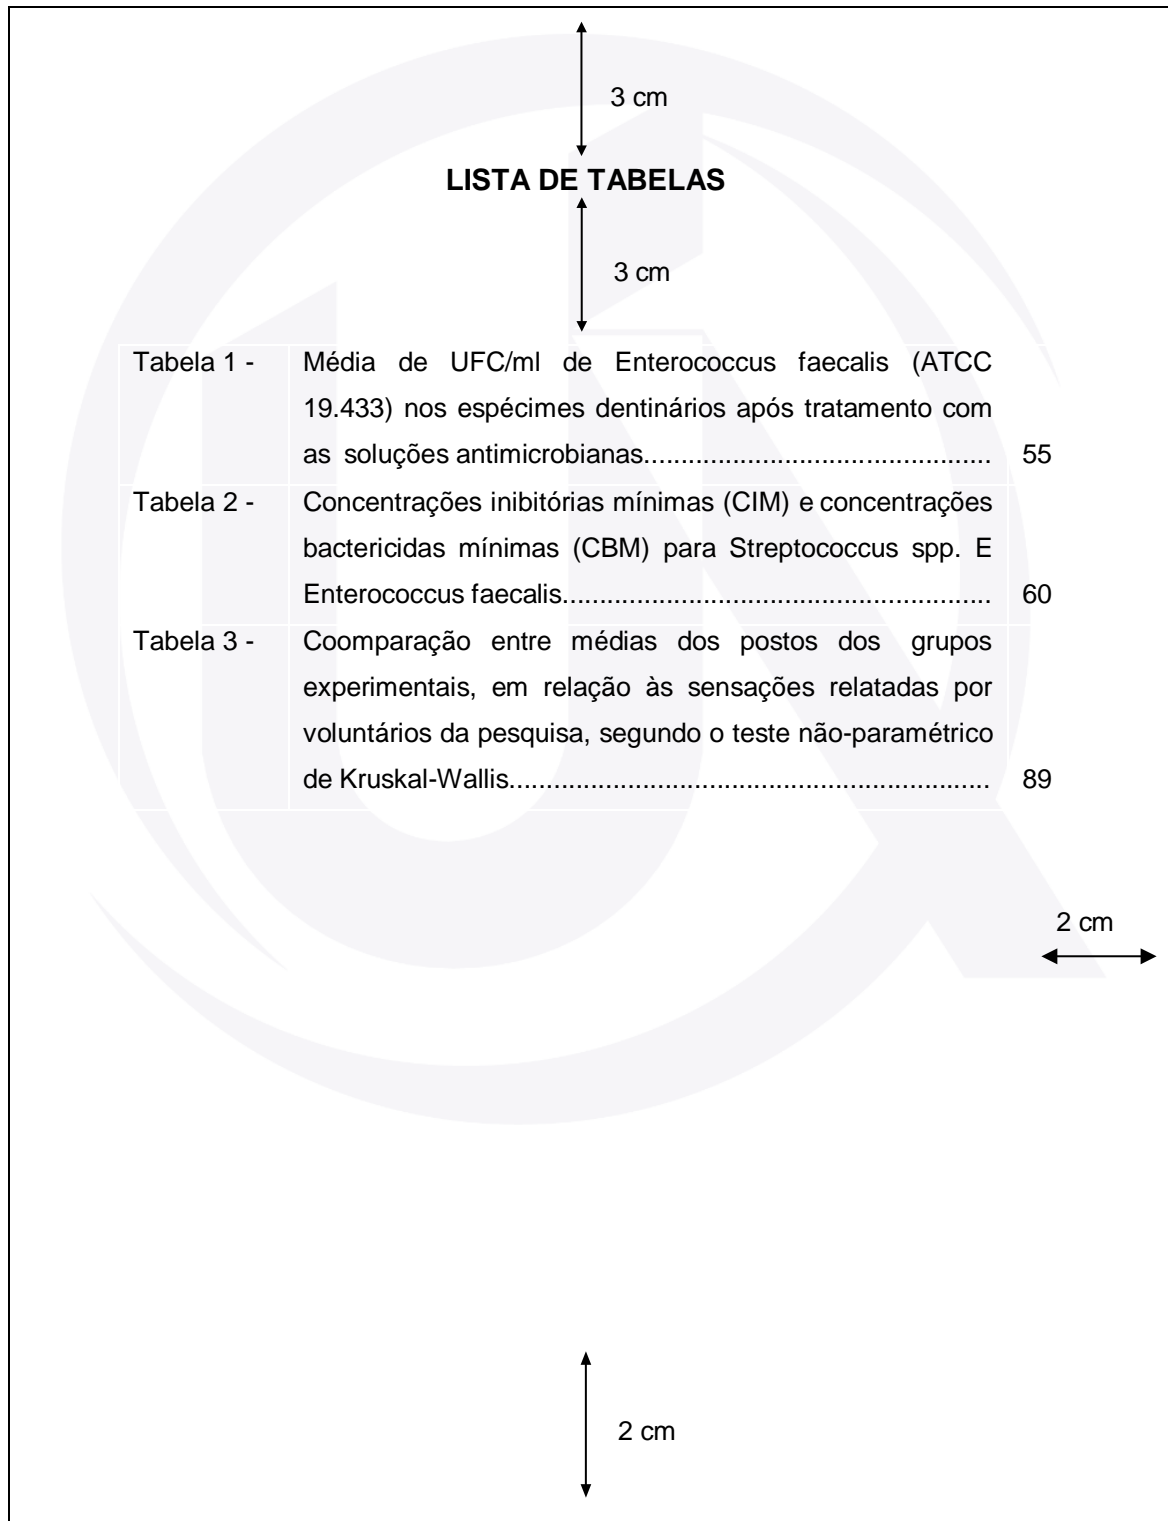 3 cm
LISTA DE TABELAS
3 cm
Tabela 1 - Média de UFC/ml de Enterococcus faecalis (ATCC
19.433) nos espécimes dentinários após tratamento com
as soluções antimicrobianas.............................................. 55
Tabela 2 - Concentrações inibitórias mínimas (CIM) e concentrações
bactericidas mínimas (CBM) para Streptococcus spp. E
Enterococcus faecalis......................................................... 60
Tabela 3 - Coomparação entre médias dos postos dos grupos
experimentais, em relação às sensações relatadas por
voluntários da pesquisa, segundo o teste não-paramétrico
de Kruskal-Wallis................................................................ 89
2 cm
2 cm